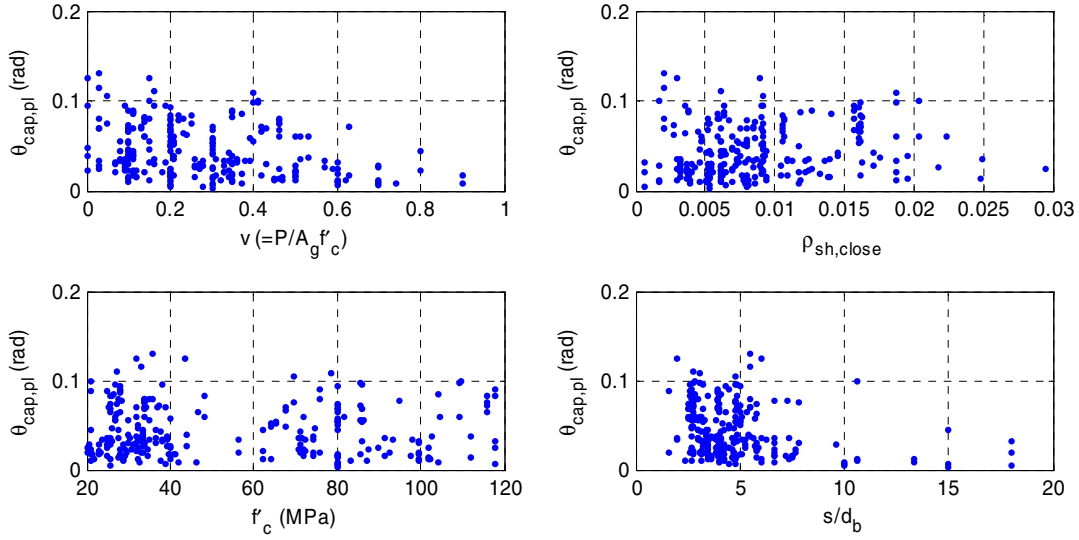 0.2
0.1
0
θcap,pl (rad)
0 0.2 0.4 0.6 0.8 1
ν (=P/Agf'c)
0.2
0.1
0
θcap,pl (rad)
0 0.005 0.01 0.015 0.02 0.025 0.03
ρsh,close
0.2
0.1
0
θcap,pl (rad)
20 40 60 80 100 120
f'c (MPa)
0.2
0.1
0
θcap,pl (rad)
0 5 10 15 20
s/db